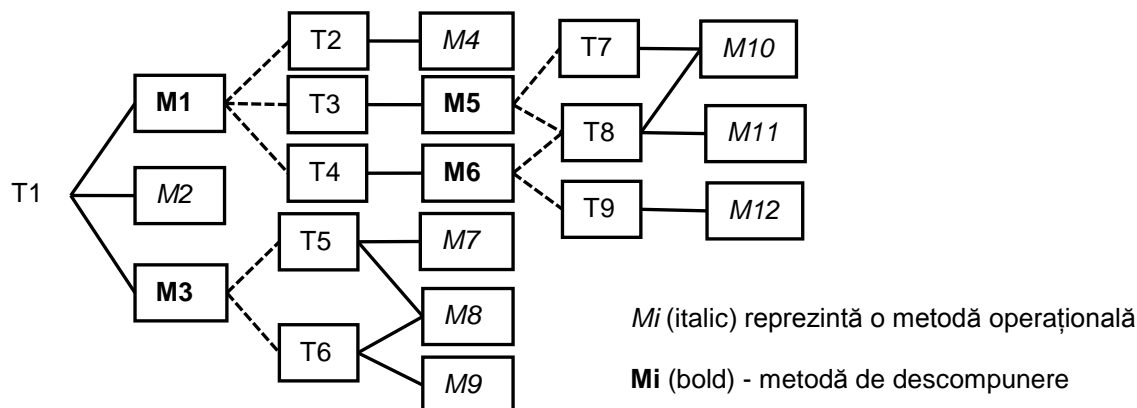 T2 M4 T7 M10
M1 T3 M5 T8 M11
T1 M2 T4 M6 T9 M12
M3 T5 M7
T6 M8
M9
Mi (italic) reprezintă o metodă operațională
Mi (bold) - metodă de descompunere